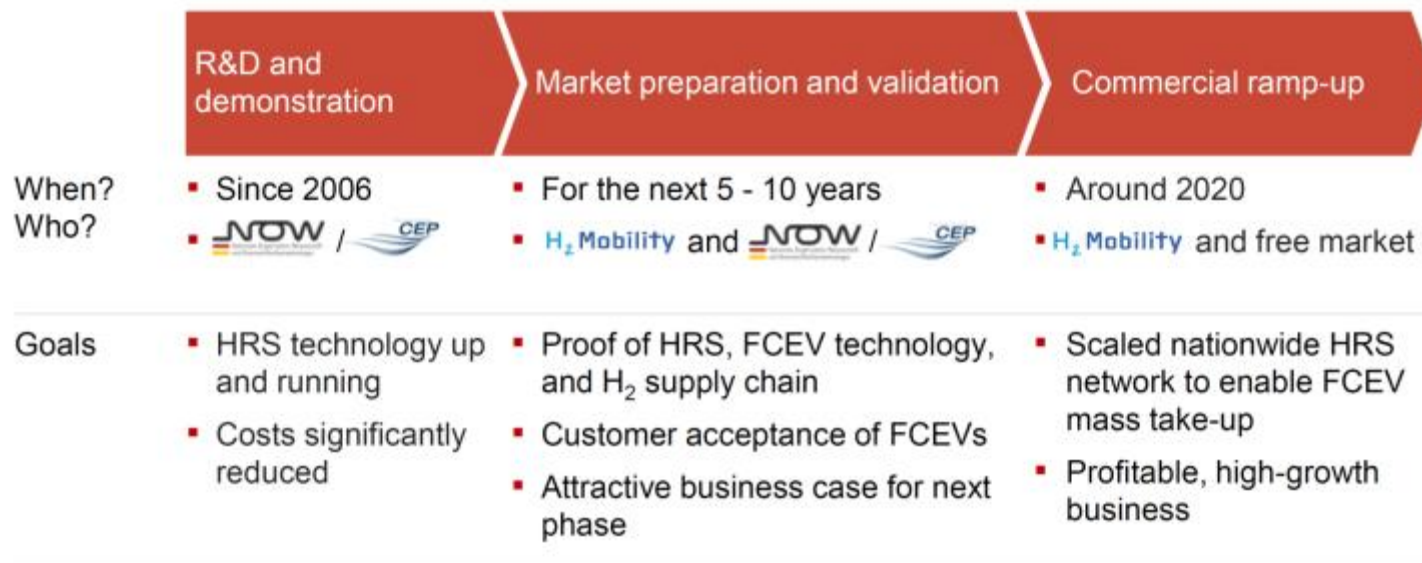 R&D and
demonstration
Market preparation and validation
Commercial ramp-up
When?
Who?
▪ Since 2006
▪ NOW / CEP
▪ For the next 5 - 10 years
▪ H₂ Mobility and NOW / CEP
▪ Around 2020
▪ H₂ Mobility and free market
Goals
▪ HRS technology up
and running
▪ Costs significantly
reduced
▪ Proof of HRS, FCEV technology,
and H₂ supply chain
▪ Customer acceptance of FCEVs
▪ Attractive business case for next
phase
▪ Scaled nationwide HRS
network to enable FCEV
mass take-up
▪ Profitable, high-growth
business